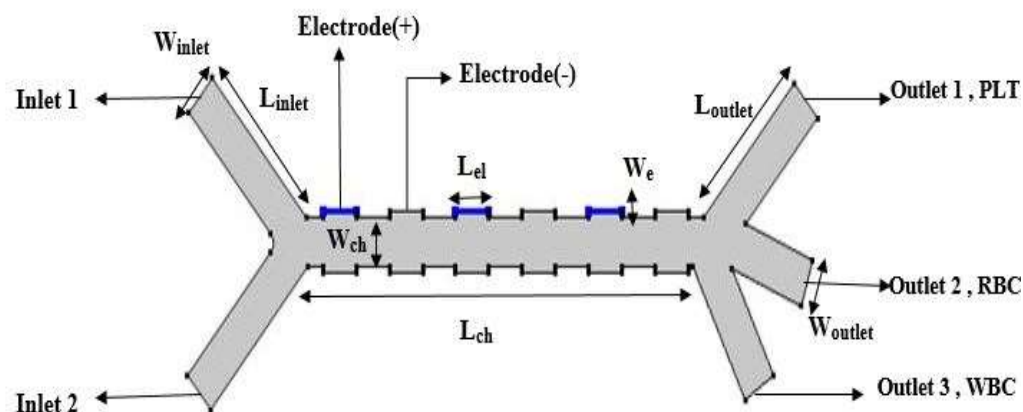 Electrode(+)
Electrode(-)
W_inlet
L_inlet
Inlet 1
L_outlet
Outlet 1 , PLT
L_el
W_e
W_ch
L_ch
Outlet 2 , RBC
W_outlet
Inlet 2
Outlet 3 , WBC